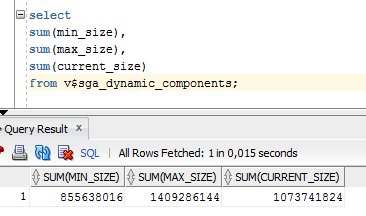 select
sum(min_size),
sum(max_size),
sum(current_size)
from v$sga_dynamic_components;
Query Result x
SQL | All Rows Fetched: 1 in 0,015 seconds
SUM(MIN_SIZE) SUM(MAX_SIZE) SUM(CURRENT_SIZE)
1 855638016 1409286144 1073741824